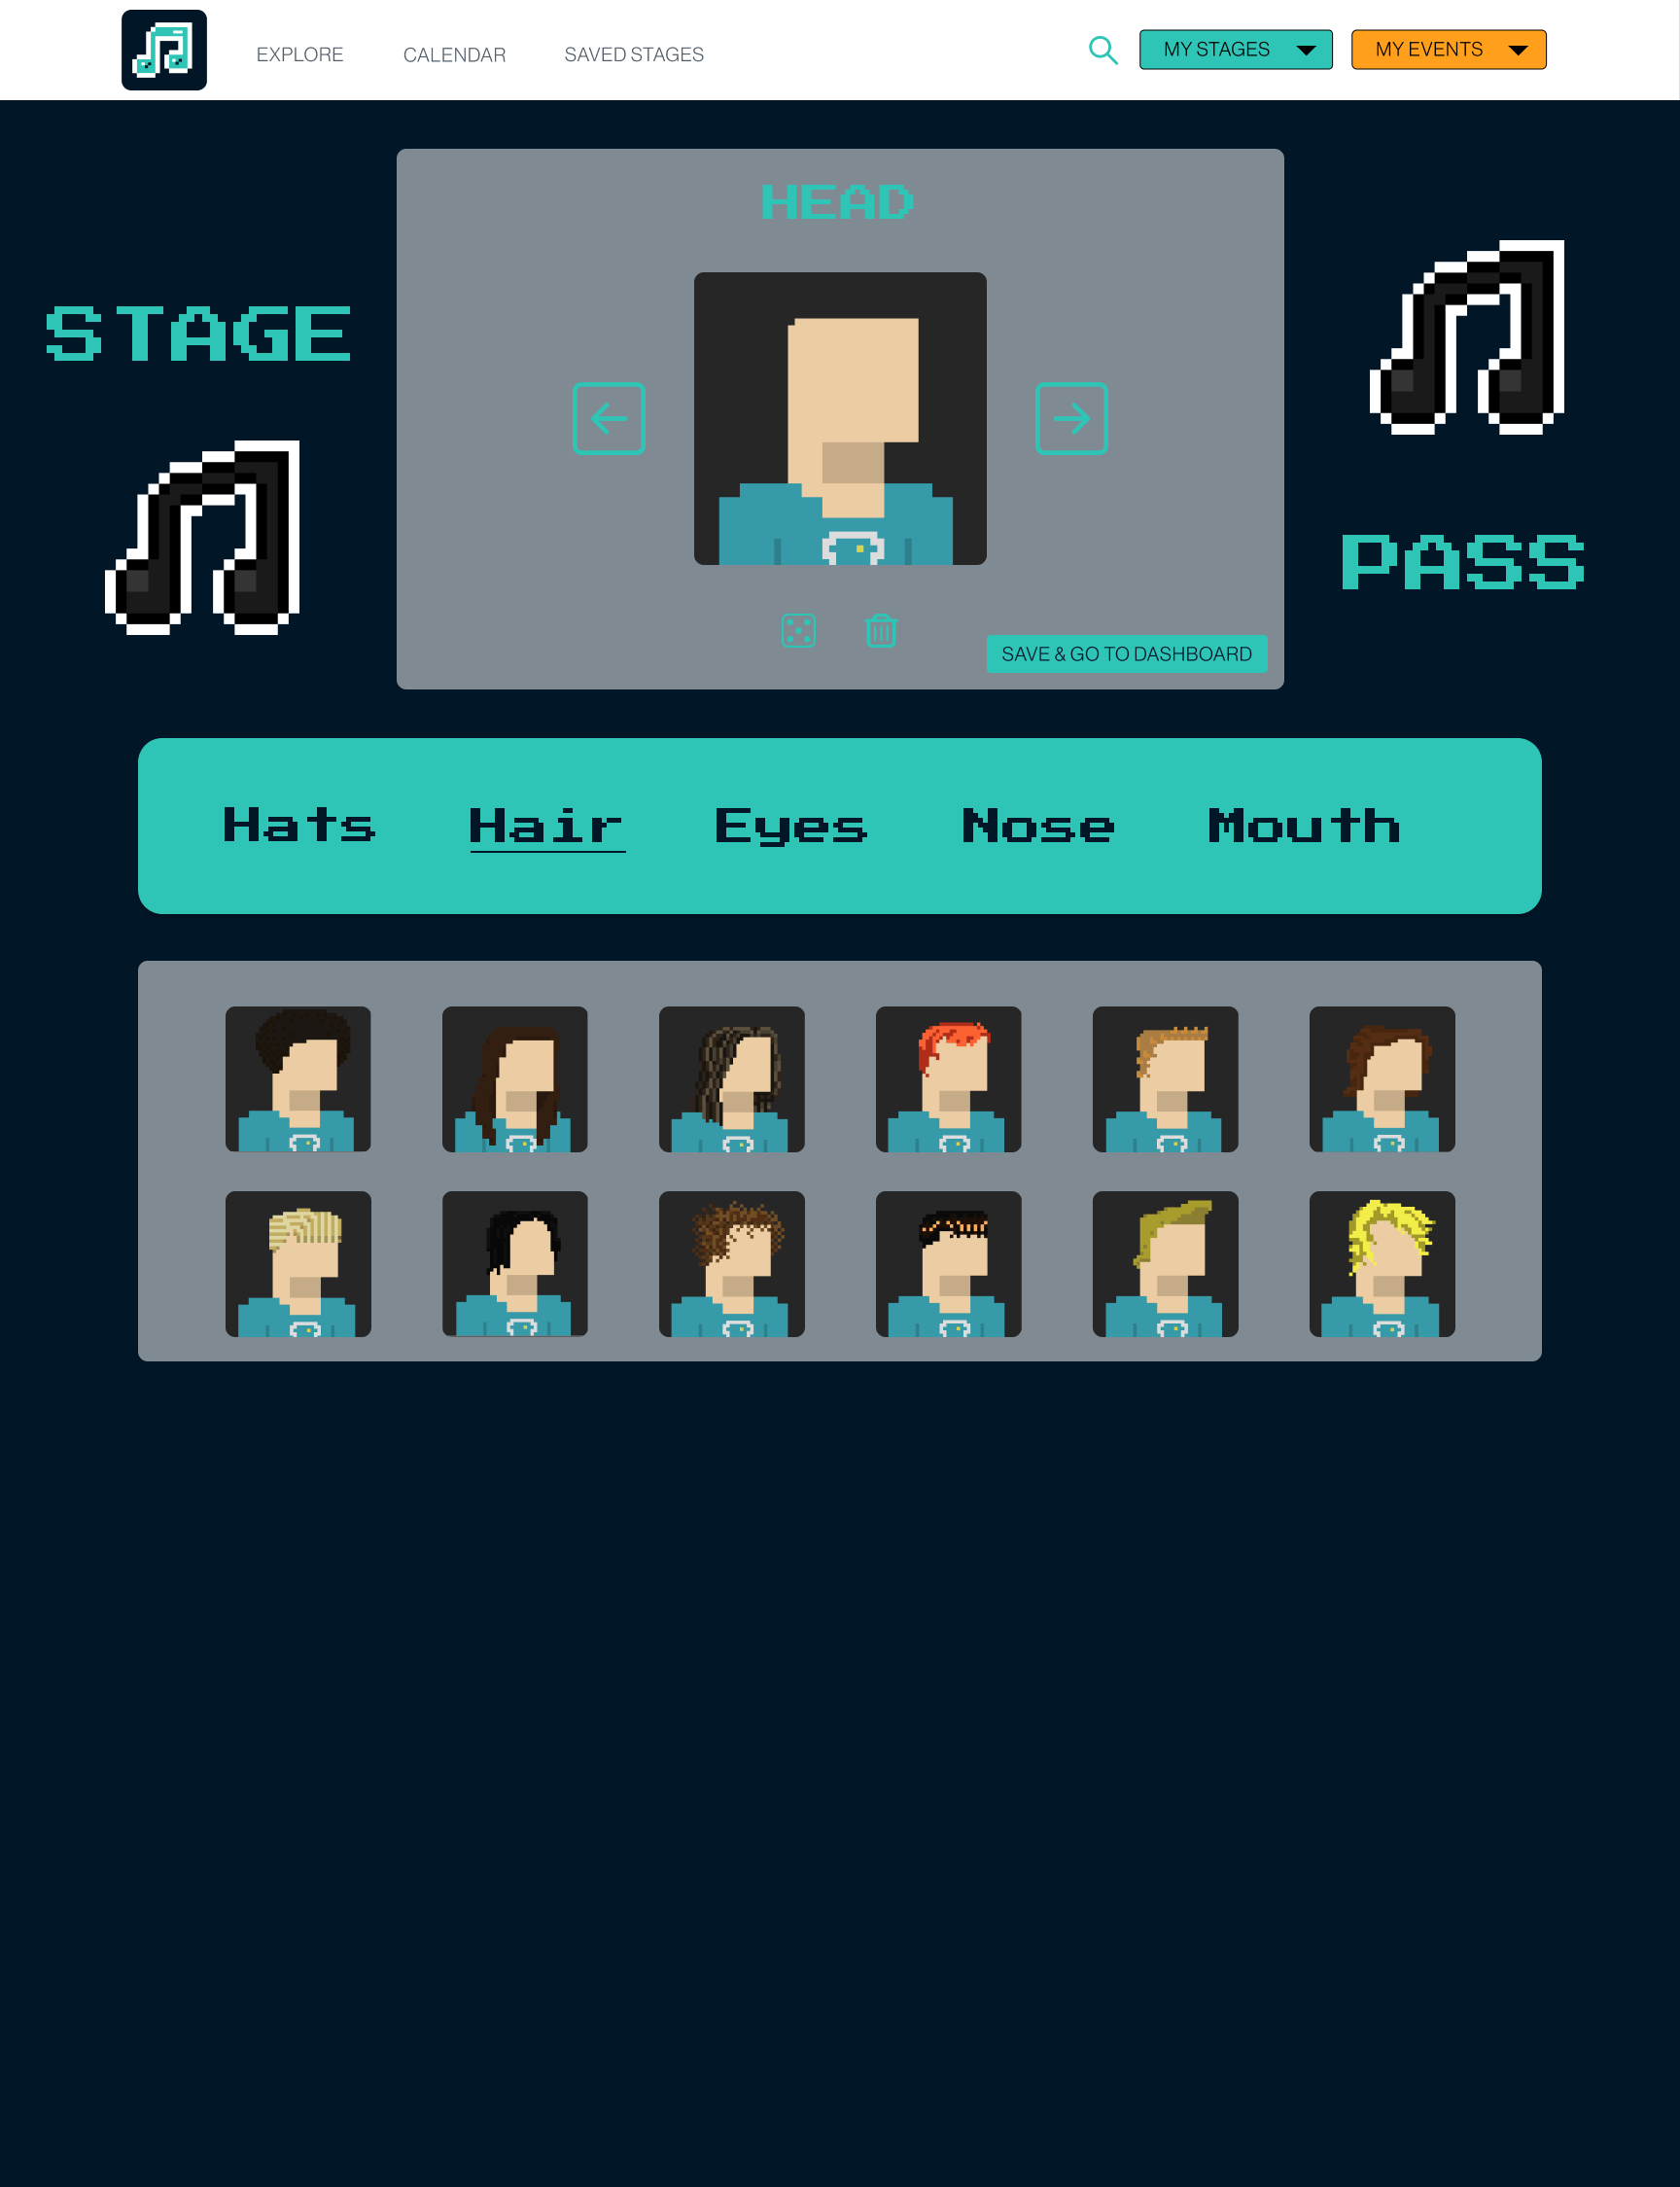 EXPLORE
CALENDAR
SAVED STAGES
MY STAGES
MY EVENTS
HEAD
STAGE
PASS
SAVE & GO TO DASHBOARD
Hats
Hair
Eyes
Nose
Mouth